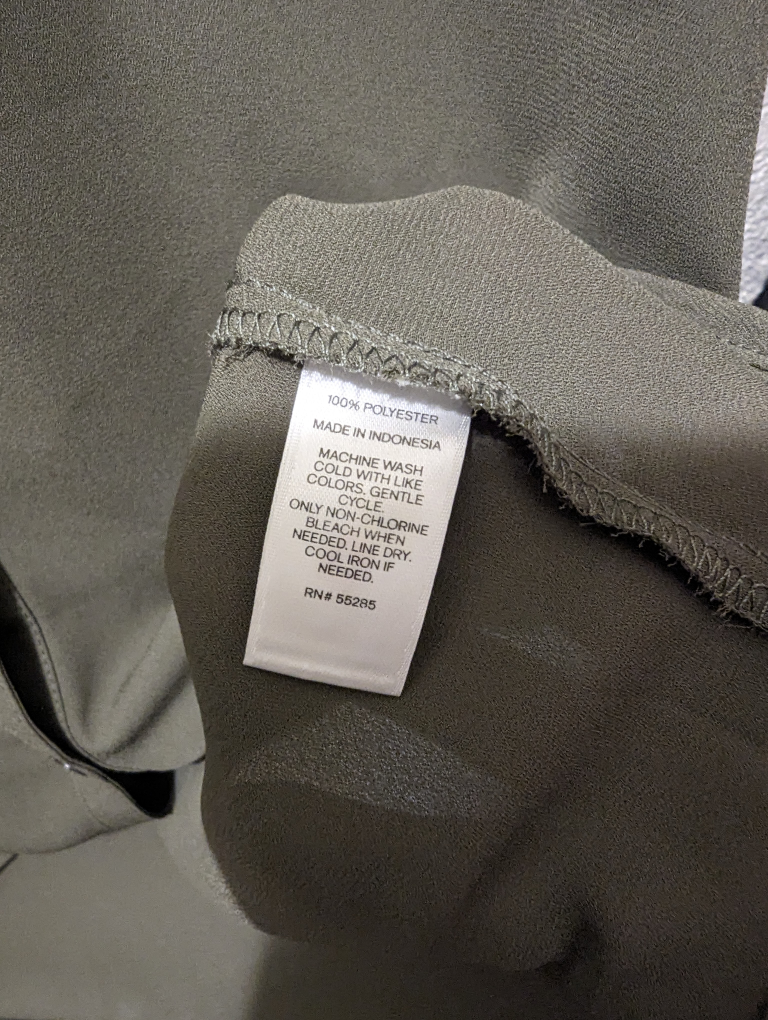 100% POLYESTER
MADE IN INDONESIA
MACHINE WASH
COLD WITH LIKE
COLORS. GENTLE
CYCLE.
ONLY NON-CHLORINE
BLEACH WHEN
NEEDED. LINE DRY.
COOL IRON IF
NEEDED.
RN# 55285